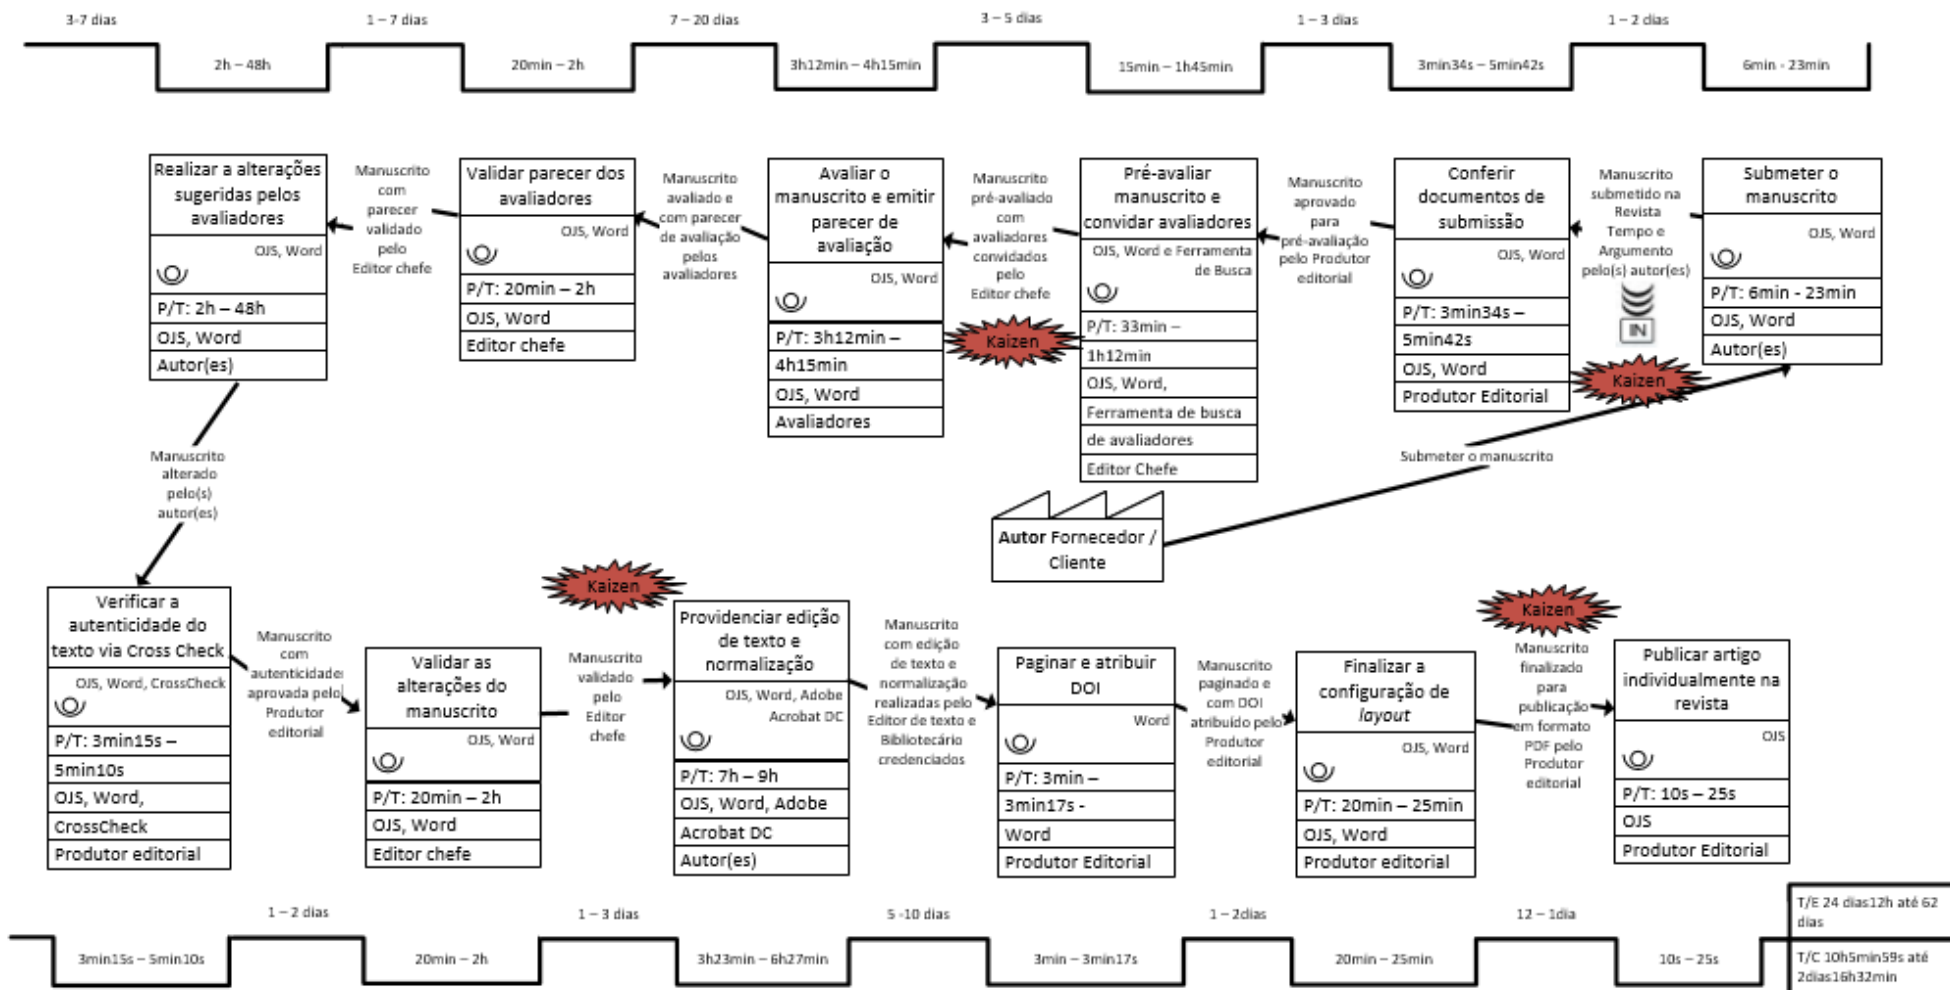 3-7 dias
1 – 7 dias
7 – 20 dias
3 – 5 dias
1 – 3 dias
1 – 2 dias
2h – 48h
20min – 2h
3h12min – 4h15min
15min – 1h45min
3min34s – 5min42s
6min - 23min
Realizar a alterações
sugeridas pelos
avaliadores
OJS, Word
P/T: 2h – 48h
OJS, Word
Autor(es)
Manuscrito
com
parecer
validado
pelo
Editor chefe
Validar parecer dos
avaliadores
OJS, Word
P/T: 20min – 2h
OJS, Word
Editor chefe
Manuscrito
avaliado e
com parecer
de avaliação
pelos
avaliadores
Avaliar o
manuscrito e emitir
parecer de
avaliação
OJS, Word
P/T: 3h12min –
4h15min
OJS, Word
Avaliadores
Manuscrito
pré-avaliado
com
avaliadores
convidados
pelo
Editor chefe
Kaizen
Pré-avaliar
manuscrito e
convidar avaliadores
OJS, Word e Ferramenta
de Busca
P/T: 33min –
1h12min
OJS, Word,
Ferramenta de busca
de avaliadores
Editor Chefe
Manuscrito
aprovado
para
pré-avaliação
pelo Produtor
editorial
Conferir
documentos de
submissão
OJS, Word
P/T: 3min34s –
5min42s
OJS, Word
Produtor Editorial
Manuscrito
submetido na
Revista
Tempo e
Argumento
pelo(s) autor(es)
IN
Kaizen
Submeter o
manuscrito
OJS, Word
P/T: 6min - 23min
OJS, Word
Autor(es)
Manuscrito
alterado
pelo(s)
autor(es)
Submeter o manuscrito
Autor Fornecedor /
Cliente
Verificar a
autenticidade do
texto via Cross Check
OJS, Word, CrossCheck
P/T: 3min15s –
5min10s
OJS, Word,
CrossCheck
Produtor editorial
Manuscrito
com
autenticidade
aprovada pelo
Produtor
editorial
Validar as
alterações do
manuscrito
OJS, Word
P/T: 20min – 2h
OJS, Word
Editor chefe
Manuscrito
validado
pelo
Editor
chefe
Kaizen
Providenciar edição
de texto e
normalização
OJS, Word, Adobe
Acrobat DC
P/T: 7h – 9h
OJS, Word, Adobe
Acrobat DC
Autor(es)
Manuscrito
com edição
de texto e
normalização
realizadas pelo
Editor de texto e
Bibliotecário
credenciados
Paginar e atribuir
DOI
Word
P/T: 3min –
3min17s -
Word
Produtor Editorial
Manuscrito
paginado e
com DOI
atribuído pelo
Produtor
editorial
Finalizar a
configuração de
layout
OJS, Word
P/T: 20min – 25min
OJS, Word
Produtor editorial
Kaizen
Manuscrito
finalizado
para
publicação
em formato
PDF pelo
Produtor
editorial
Publicar artigo
individualmente na
revista
OJS
P/T: 10s – 25s
OJS
Produtor Editorial
1 – 2 dias
1 – 3 dias
5 -10 dias
1 – 2dias
12 – 1dia
3min15s – 5min10s
20min – 2h
3h23min – 6h27min
3min – 3min17s
20min – 25min
10s – 25s
T/E 24 dias12h até 62
dias
T/C 10h5min59s até
2dias16h32min